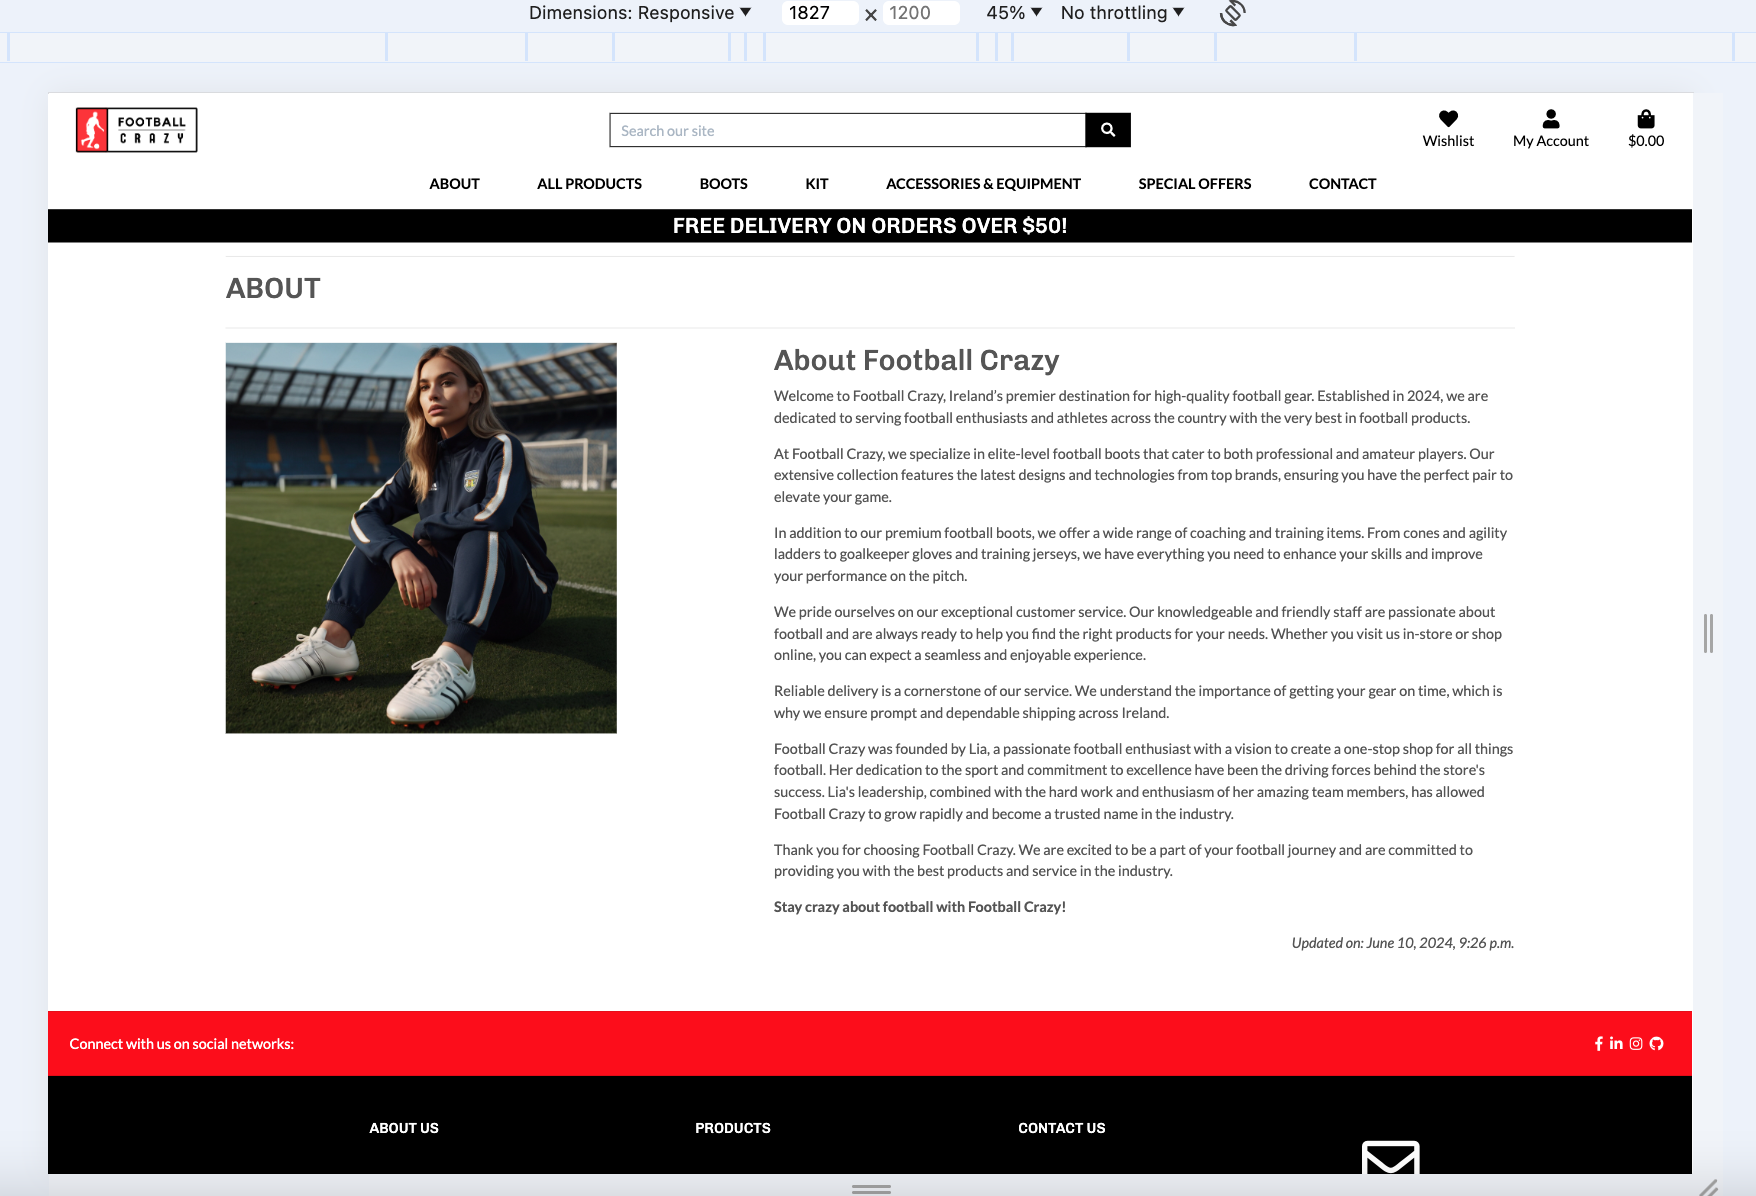 Dimensions: Responsive ▼ 1827 x 1200 45% ▼ No throttling ▼
FOOTBALL
CRAZY
Search our site
Wishlist
My Account
$0.00
ABOUT ALL PRODUCTS BOOTS KIT ACCESSORIES & EQUIPMENT SPECIAL OFFERS CONTACT
FREE DELIVERY ON ORDERS OVER $50!
ABOUT
About Football Crazy
Welcome to Football Crazy, Ireland's premier destination for high-quality football gear. Established in 2024, we are
dedicated to serving football enthusiasts and athletes across the country with the very best in football products.
At Football Crazy, we specialize in elite-level football boots that cater to both professional and amateur players. Our
extensive collection features the latest designs and technologies from top brands, ensuring you have the perfect pair to
elevate your game.
In addition to our premium football boots, we offer a wide range of coaching and training items. From cones and agility
ladders to goalkeeper gloves and training jerseys, we have everything you need to enhance your skills and improve
your performance on the pitch.
We pride ourselves on our exceptional customer service. Our knowledgeable and friendly staff are passionate about
football and are always ready to help you find the right products for your needs. Whether you visit us in-store or shop
online, you can expect a seamless and enjoyable experience.
Reliable delivery is a cornerstone of our service. We understand the importance of getting your gear on time, which is
why we ensure prompt and dependable shipping across Ireland.
Football Crazy was founded by Lia, a passionate football enthusiast with a vision to create a one-stop shop for all things
football. Her dedication to the sport and commitment to excellence have been the driving forces behind the store's
success. Lia's leadership, combined with the hard work and enthusiasm of her amazing team members, has allowed
Football Crazy to grow rapidly and become a trusted name in the industry.
Thank you for choosing Football Crazy. We are excited to be a part of your football journey and are committed to
providing you with the best products and service in the industry.
Stay crazy about football with Football Crazy!
Updated on: June 10, 2024, 9:26 p.m.
Connect with us on social networks:
ABOUT US PRODUCTS CONTACT US